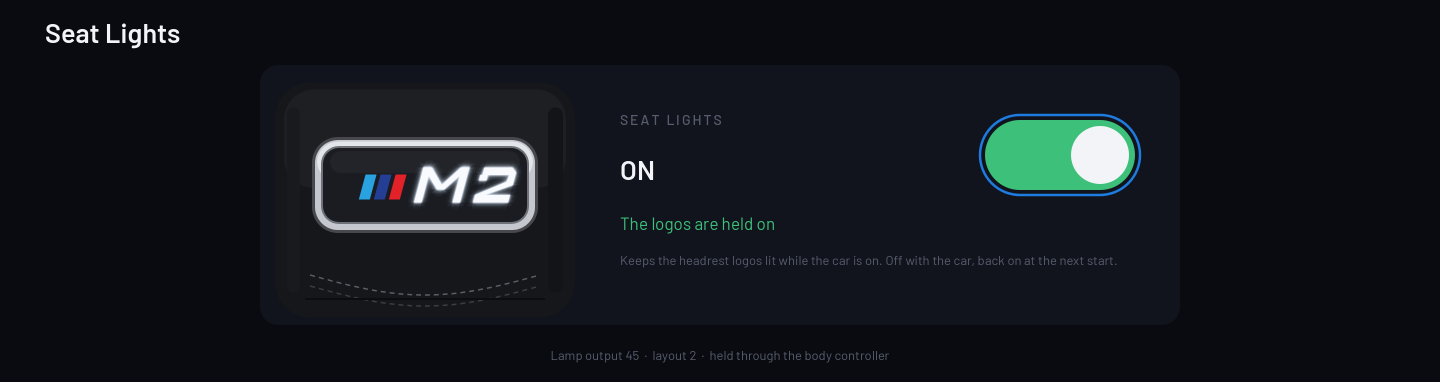 Seat Lights
M2
SEAT LIGHTS
ON
The logos are held on
Keeps the headrest logos lit while the car is on. Off with the car, back on at the next start.
Lamp output 45 · layout 2 · held through the body controller